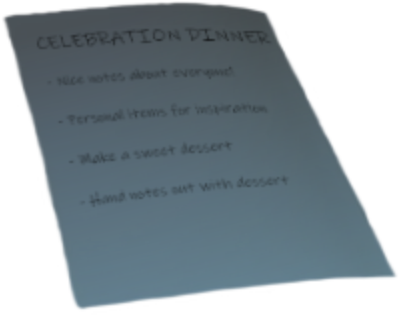 CELEBRATION DINNER
- Nice notes about everyone!
- Personal items for inspiration
- Make a sweet dessert
- Hand notes out with dessert